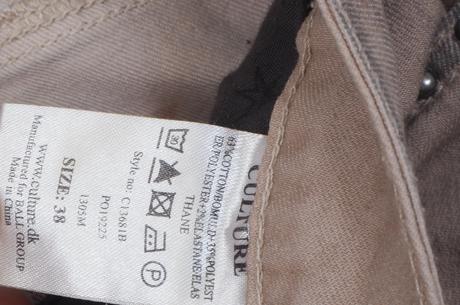 CULTURE
63%COTTON/BOMULD+35%POLYEST
ER/POLYESTER+2%ELASTANE/ELAS
THANE
30
P
Style no: C13681B
PO19225
1305M
SIZE: 38
www.culture.dk
Manufactured for BALL GROUP
Made in China